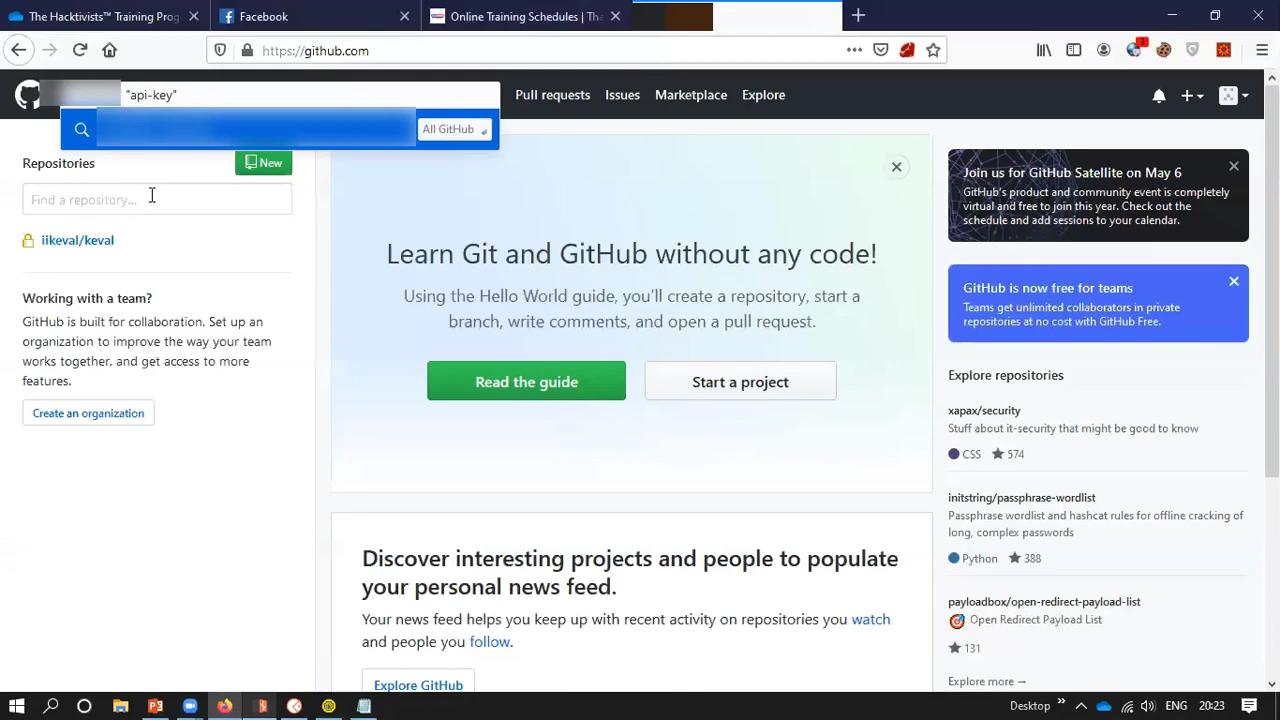 The Hacktivists™ Training Prog
Facebook
Online Training Schedules | Tha
https://github.com
3
"api-key"
Pull requests
Issues
Marketplace
Explore
All GitHub
Repositories
New
Find a repository...
iikeval/keval
Working with a team?
GitHub is built for collaboration. Set up an
organization to improve the way your team
works together, and get access to more
features.
Create an organization
Learn Git and GitHub without any code!
Using the Hello World guide, you'll create a repository, start a
branch, write comments, and open a pull request.
Read the guide
Start a project
Discover interesting projects and people to populate
your personal news feed.
Your news feed helps you keep up with recent activity on repositories you watch
and people you follow.
Explore GitHub
Join us for GitHub Satellite on May 6
GitHub's product and community event is completely
virtual and free to join this year. Check out the
schedule and add sessions to your calendar.
GitHub is now free for teams
Teams get unlimited collaborators in private
repositories at no cost with GitHub Free.
Explore repositories
xapax/security
Stuff about it-security that might be good to know
CSS 574
initstring/passphrase-wordlist
Passphrase wordlist and hashcat rules for offline cracking of
long, complex passwords
Python 388
payloadbox/open-redirect-payload-list
Open Redirect Payload List
131
Explore more →
Desktop
ENG
20:23